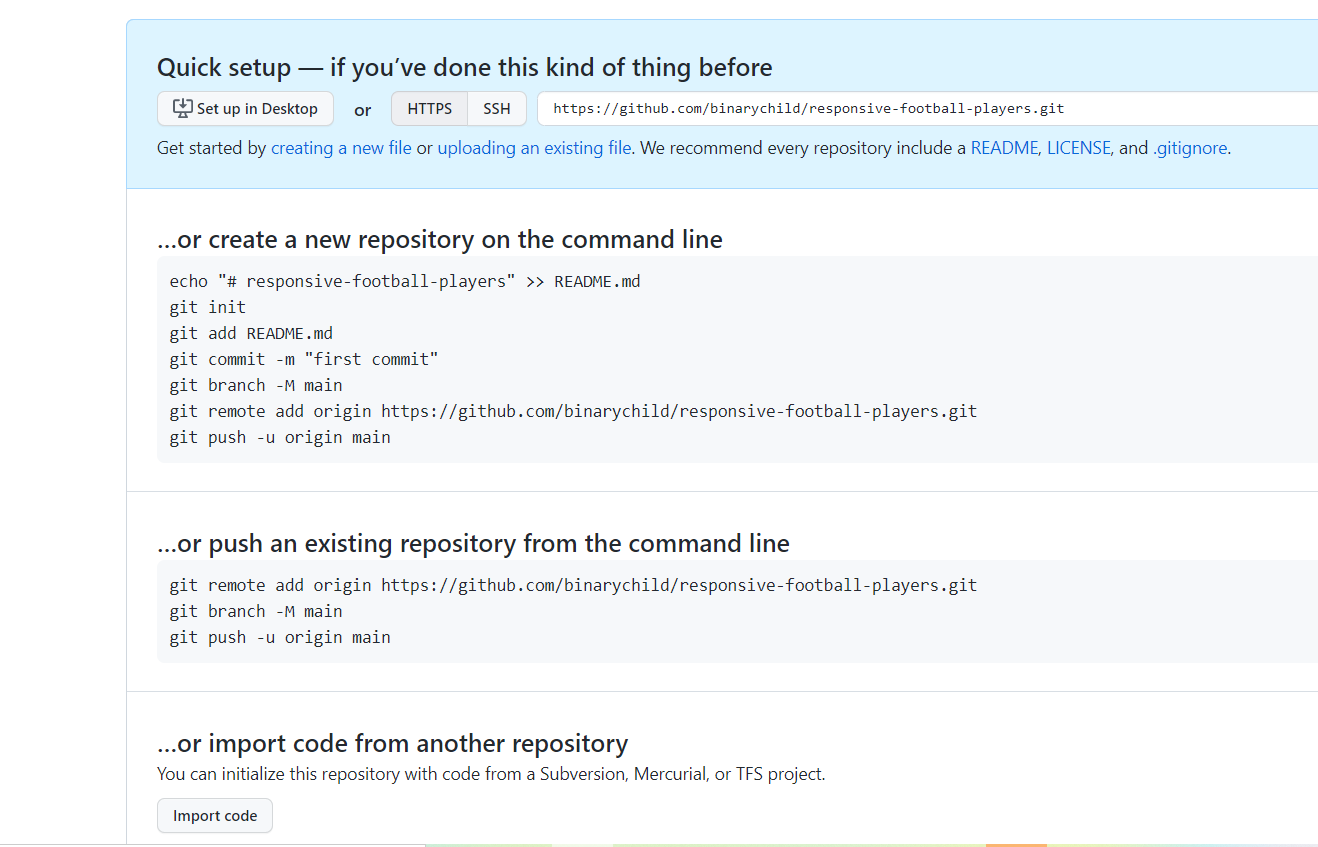 Quick setup — if you’ve done this kind of thing before
Set up in Desktop or HTTPS SSH https://github.com/binarychild/responsive-football-players.git
Get started by creating a new file or uploading an existing file. We recommend every repository include a README, LICENSE, and .gitignore.
…or create a new repository on the command line
echo "# responsive-football-players" >> README.md
git init
git add README.md
git commit -m "first commit"
git branch -M main
git remote add origin https://github.com/binarychild/responsive-football-players.git
git push -u origin main
…or push an existing repository from the command line
git remote add origin https://github.com/binarychild/responsive-football-players.git
git branch -M main
git push -u origin main
…or import code from another repository
You can initialize this repository with code from a Subversion, Mercurial, or TFS project.
Import code